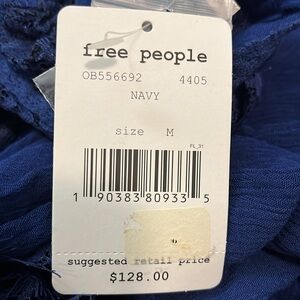 free people
OB556692 4405
NAVY
size M
FL_31
1 90383 80933 5
suggested retail price
$128.00